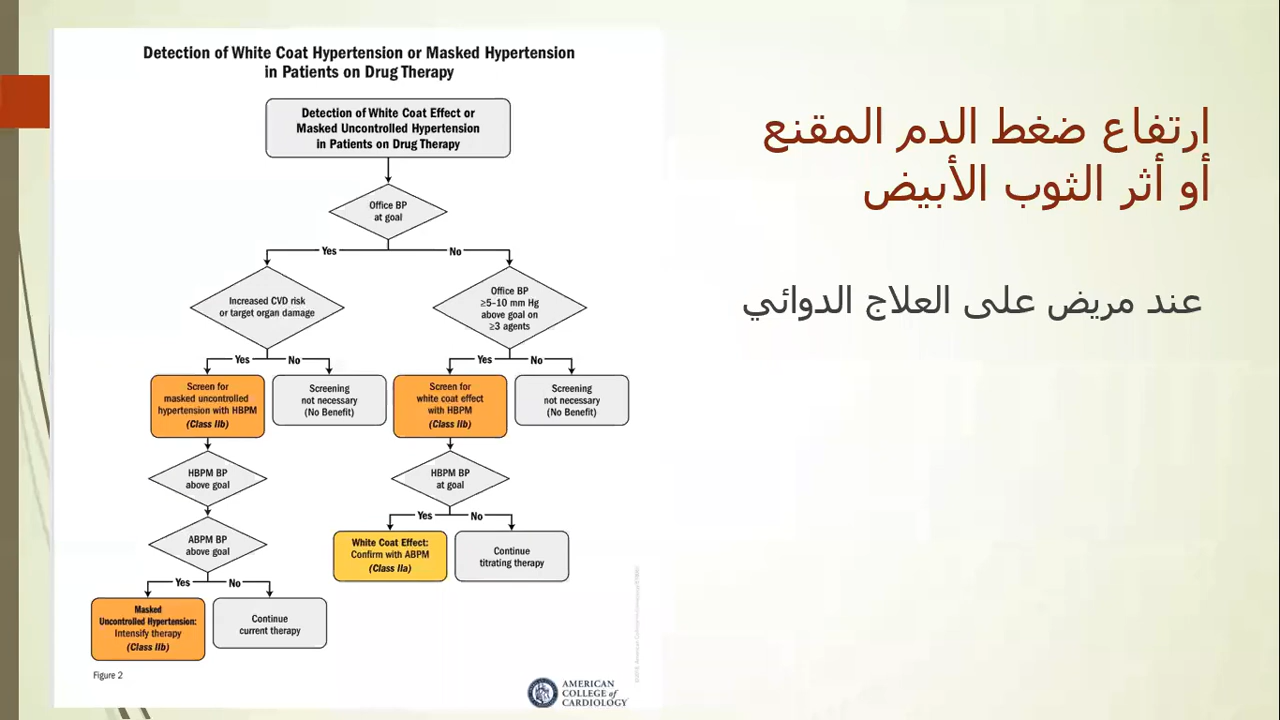 Detection of White Coat Hypertension or Masked Hypertension
in Patients on Drug Therapy
Detection of White Coat Effect or
Masked Uncontrolled Hypertension
in Patients on Drug Therapy
Office BP
at goal
Yes
No
Increased CVD risk
or target organ damage
Office BP
≥5–10 mm Hg
above goal on
≥3 agents
Yes
No
Yes
No
Screen for
masked uncontrolled
hypertension with HBPM
(Class IIb)
Screening
not necessary
(No Benefit)
Screen for
white coat effect
with HBPM
(Class IIb)
Screening
not necessary
(No Benefit)
HBPM BP
above goal
HBPM BP
at goal
Yes
No
ABPM BP
above goal
White Coat Effect:
Confirm with ABPM
(Class IIa)
Continue
titrating therapy
Yes
No
Masked
Uncontrolled Hypertension:
Intensify therapy
(Class IIb)
Continue
current therapy
Figure 2
AMERICAN
COLLEGE of
CARDIOLOGY
ارتفاع ضغط الدم المقنع
أو أثر الثوب الأبيض
عند مريض على العلاج الدوائي